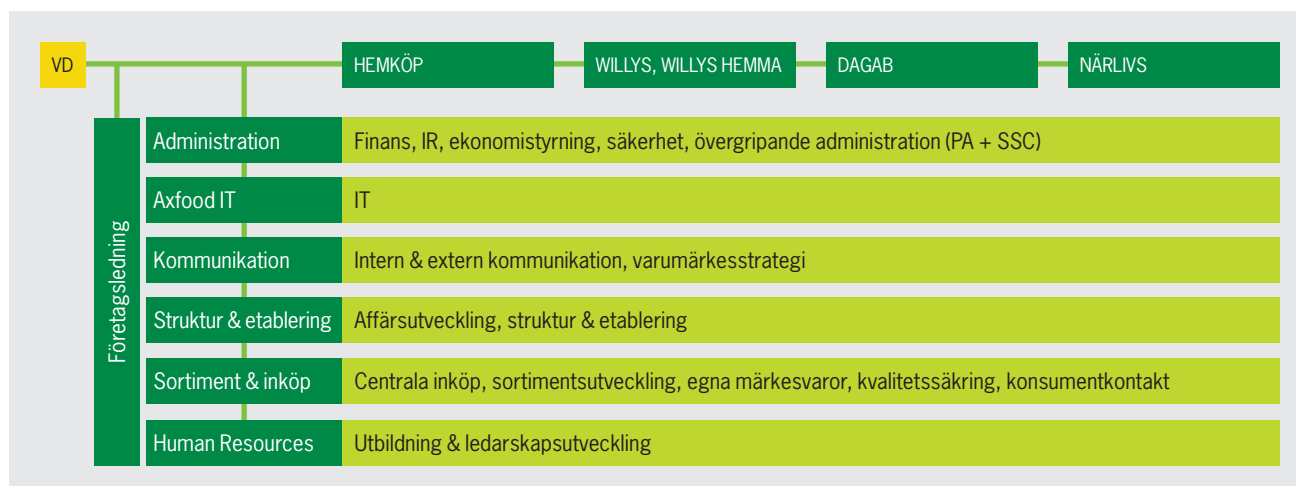 VD
HEMKÖP
WILLYS, WILLYS HEMMA
DAGAB
NÄRLIVS
Företagsledning
Administration
Finans, IR, ekonomistyrning, säkerhet, övergripande administration (PA + SSC)
Axfood IT
IT
Kommunikation
Intern & extern kommunikation, varumärkesstrategi
Struktur & etablering
Affärsutveckling, struktur & etablering
Sortiment & inköp
Centrala inköp, sortimentsutveckling, egna märkesvaror, kvalitetssäkring, konsumentkontakt
Human Resources
Utbildning & ledarskapsutveckling